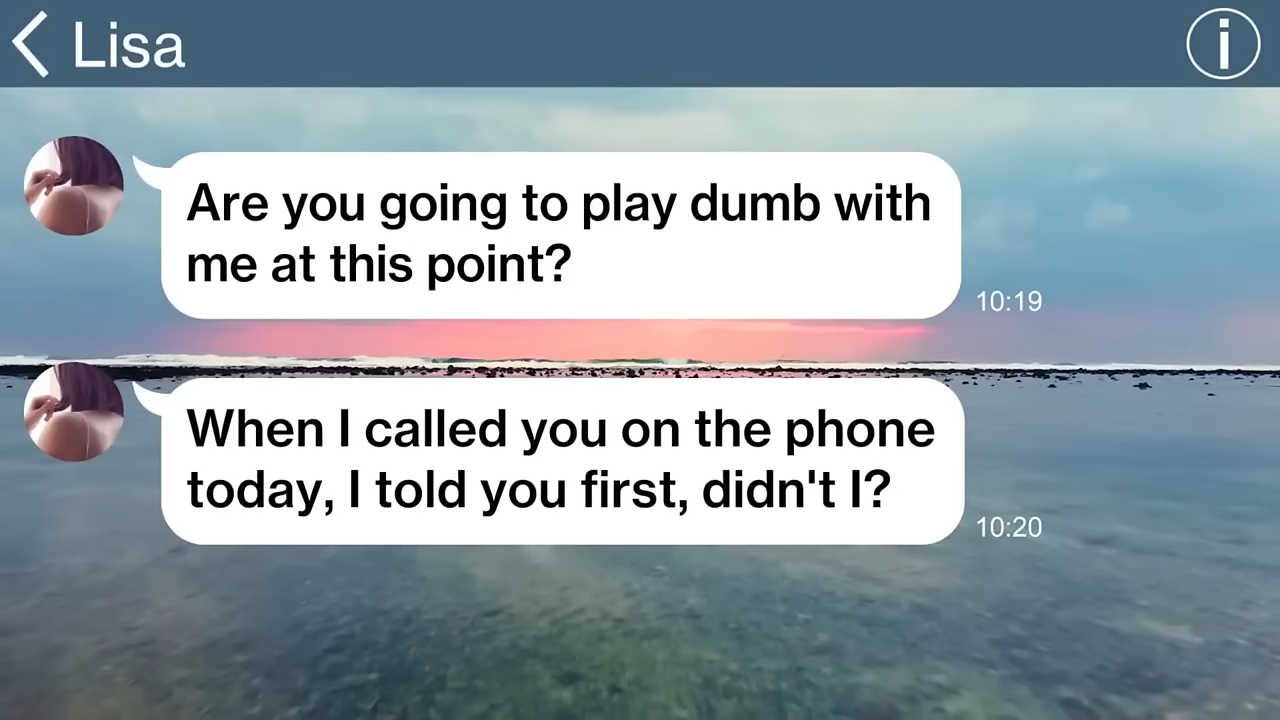 Lisa
Are you going to play dumb with
me at this point?
10:19
When I called you on the phone
today, I told you first, didn't I?
10:20